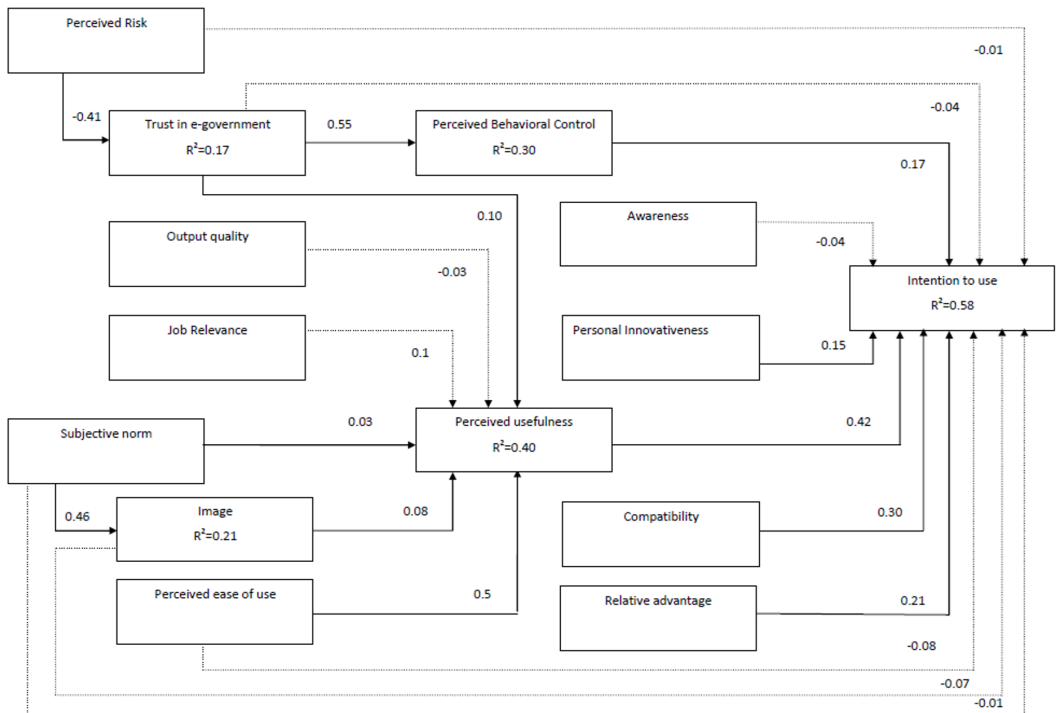 Perceived Risk
-0.01
-0.41
Trust in e-government
R²=0.17
0.55
Perceived Behavioral Control
R²=0.30
-0.04
0.17
0.10
Awareness
-0.04
Output quality
-0.03
Intention to use
R²=0.58
Job Relevance
0.1
Personal Innovativeness
0.15
Subjective norm
0.03
Perceived usefulness
R²=0.40
0.42
0.46
Image
R²=0.21
0.08
Compatibility
0.30
Perceived ease of use
0.5
Relative advantage
0.21
-0.08
-0.07
-0.01